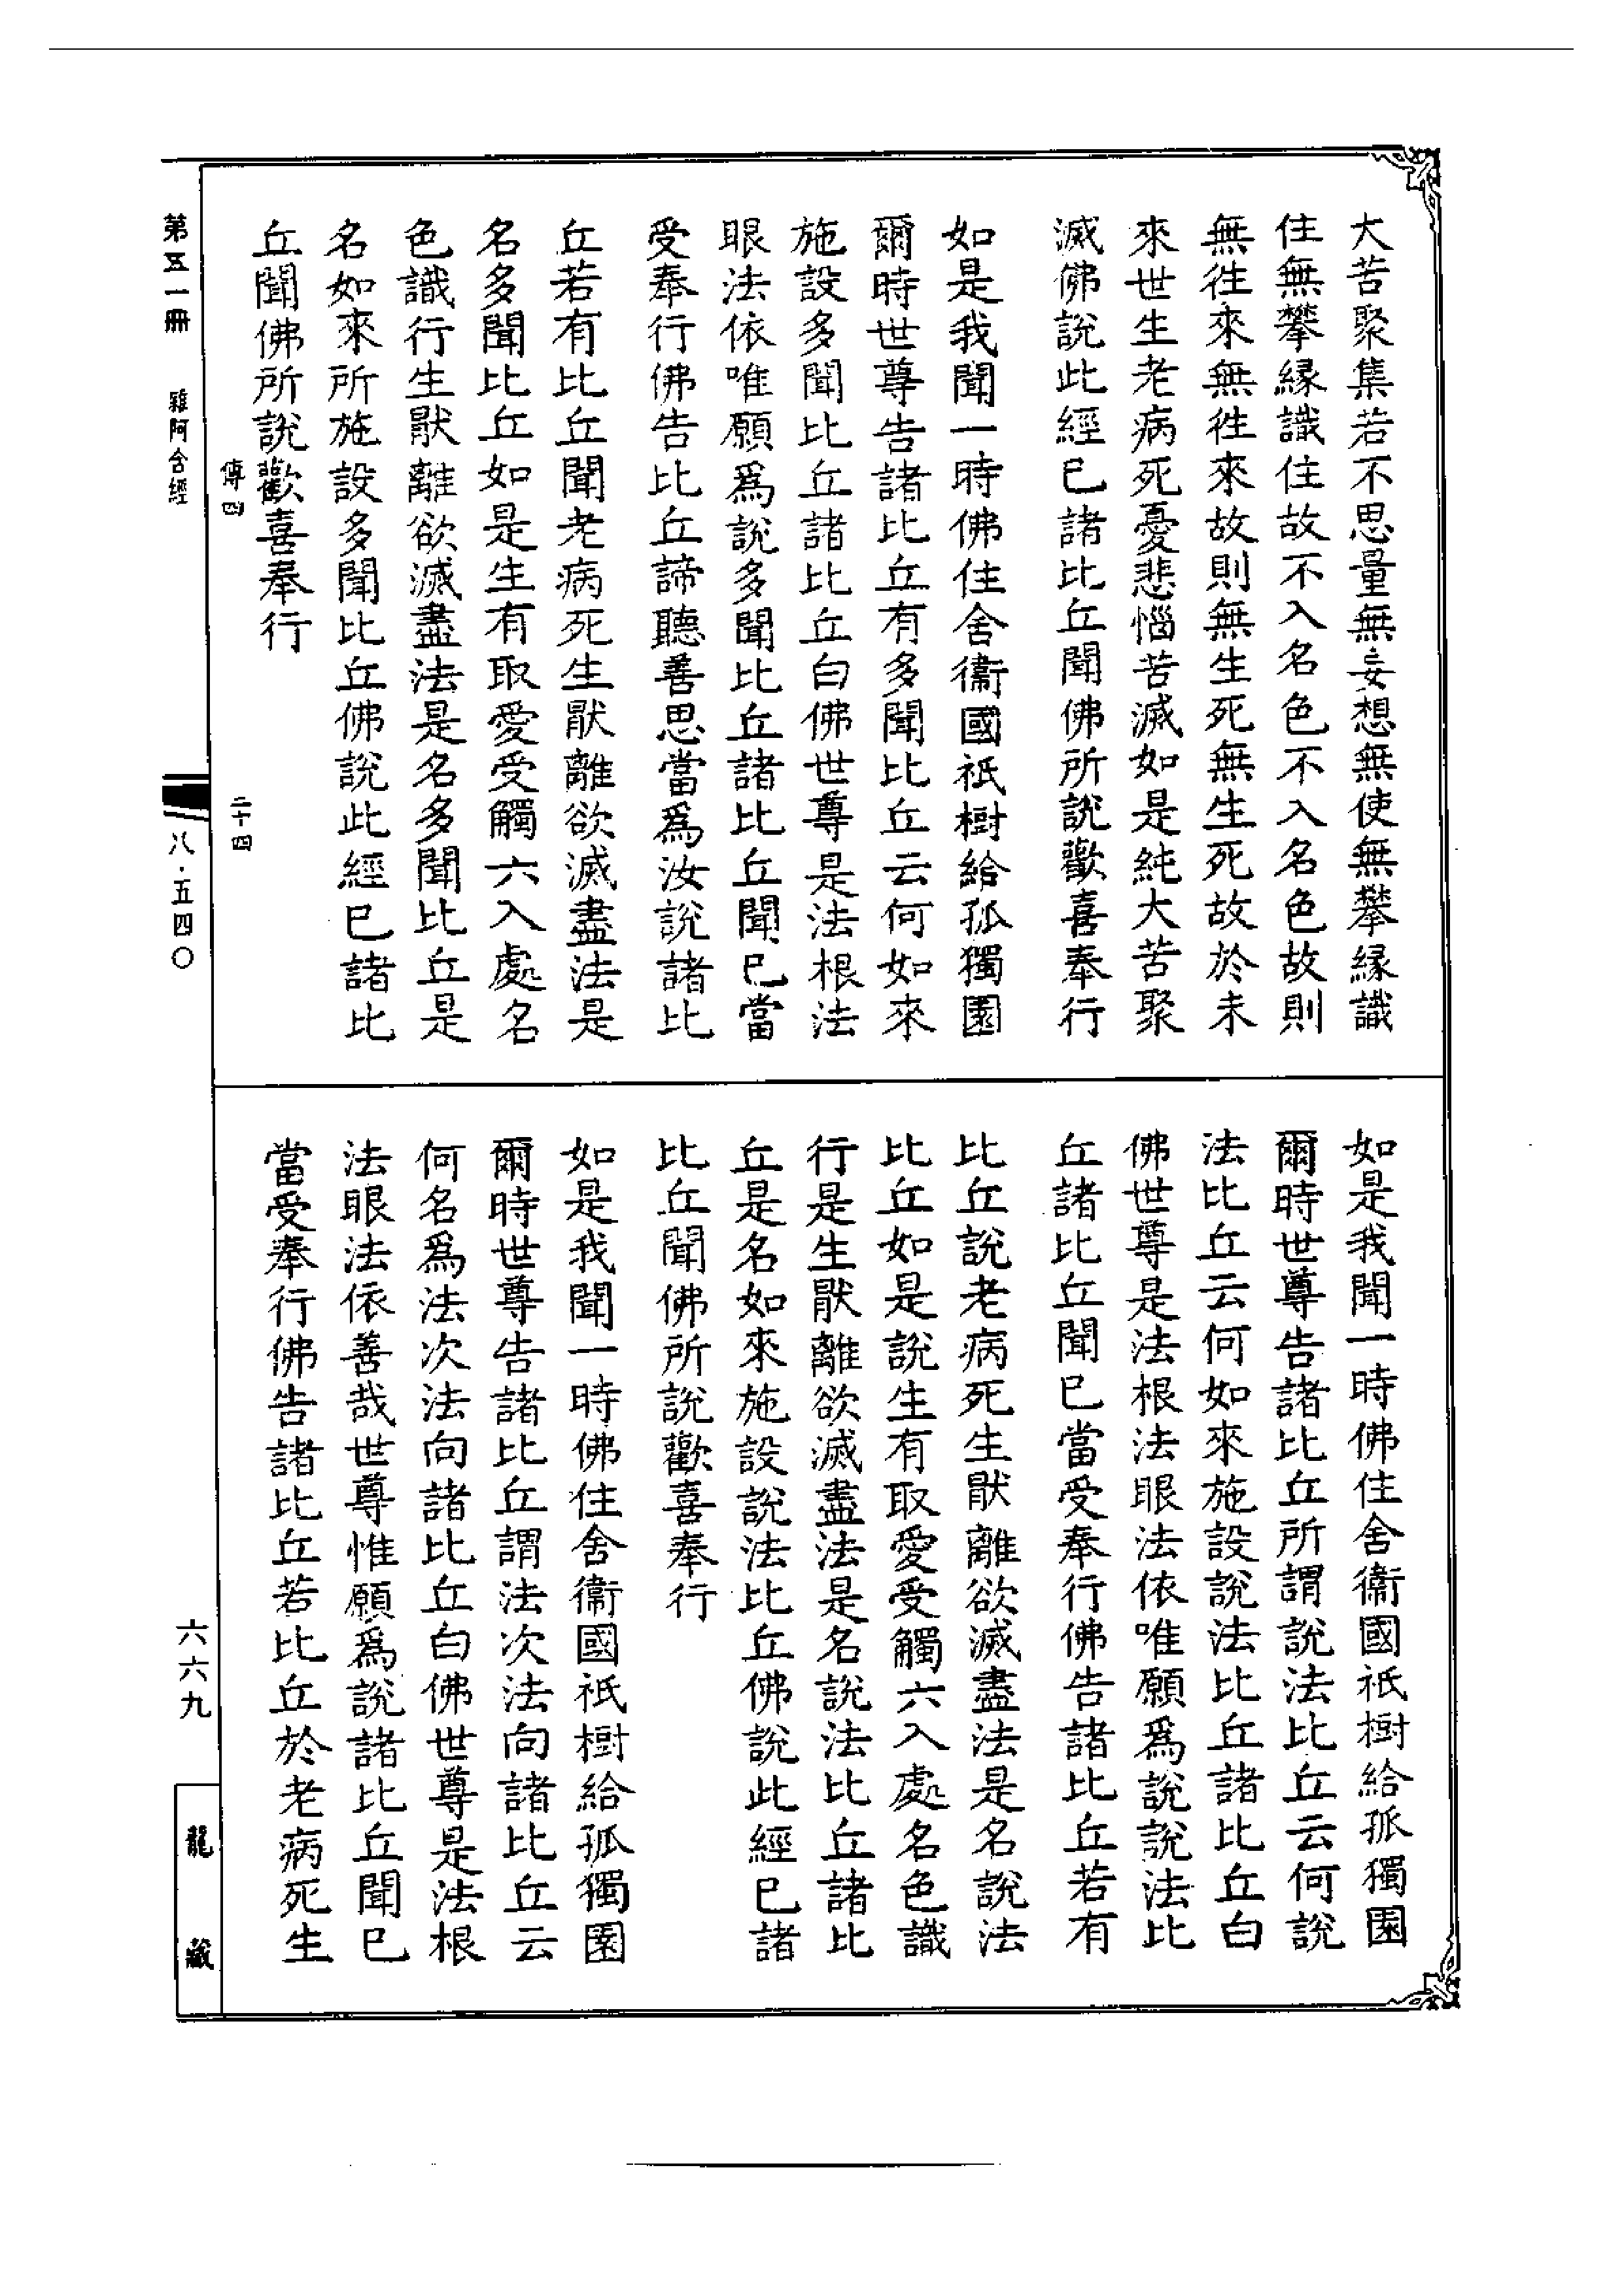 大苦聚集若不思量無妄想無使無攀緣識
住無攀緣識住故不入名色不入名色故則
無往來無往來故則無生死無生死故於未
來世生老病死憂悲惱苦滅如是純大苦聚
滅佛說此經已諸比丘聞佛所說歡喜奉行
如是我聞一時佛住舍衞國祇樹給孤獨園
爾時世尊告諸比丘有多聞比丘云何如來
施設多聞比丘諸比丘白佛世尊是法根法
眼法依唯願為說多聞比丘諸比丘聞已當
受奉行佛告比丘諦聽善思當為汝說諸比
丘若有比丘聞老病死生猒離欲滅盡法是
名多聞比丘如是生有取愛受觸六入處名
色識行生猒離欲滅盡法是名多聞比丘是
名如來所施設多聞比丘佛說此經已諸比
丘聞佛所說歡喜奉行
傳四
二十四
如是我聞一時佛住舍衞國祇樹給孤獨園
爾時世尊告諸比丘所謂說法比丘云何說
法比丘云何如來施設說法比丘諸比丘白
佛世尊是法根法眼法依唯願為說說法比
丘諸比丘聞已當受奉行佛告諸比丘若有
比丘說老病死生猒離欲滅盡法是名說法
比丘如是說生有取愛受觸六入處名色識
行是生猒離欲滅盡法是名說法比丘諸比
丘是名如來施設說法比丘佛說此經已諸
比丘聞佛所說歡喜奉行
如是我聞一時佛住舍衞國祇樹給孤獨園
爾時世尊告諸比丘謂法次法向諸比丘云
何名為法次法向諸比丘白佛世尊是法根
法眼法依善哉世尊惟願為說諸比丘聞已
當受奉行佛告諸比丘若比丘於老病死生
第五一冊
雜阿含經
八·五四〇
六六九
龍藏